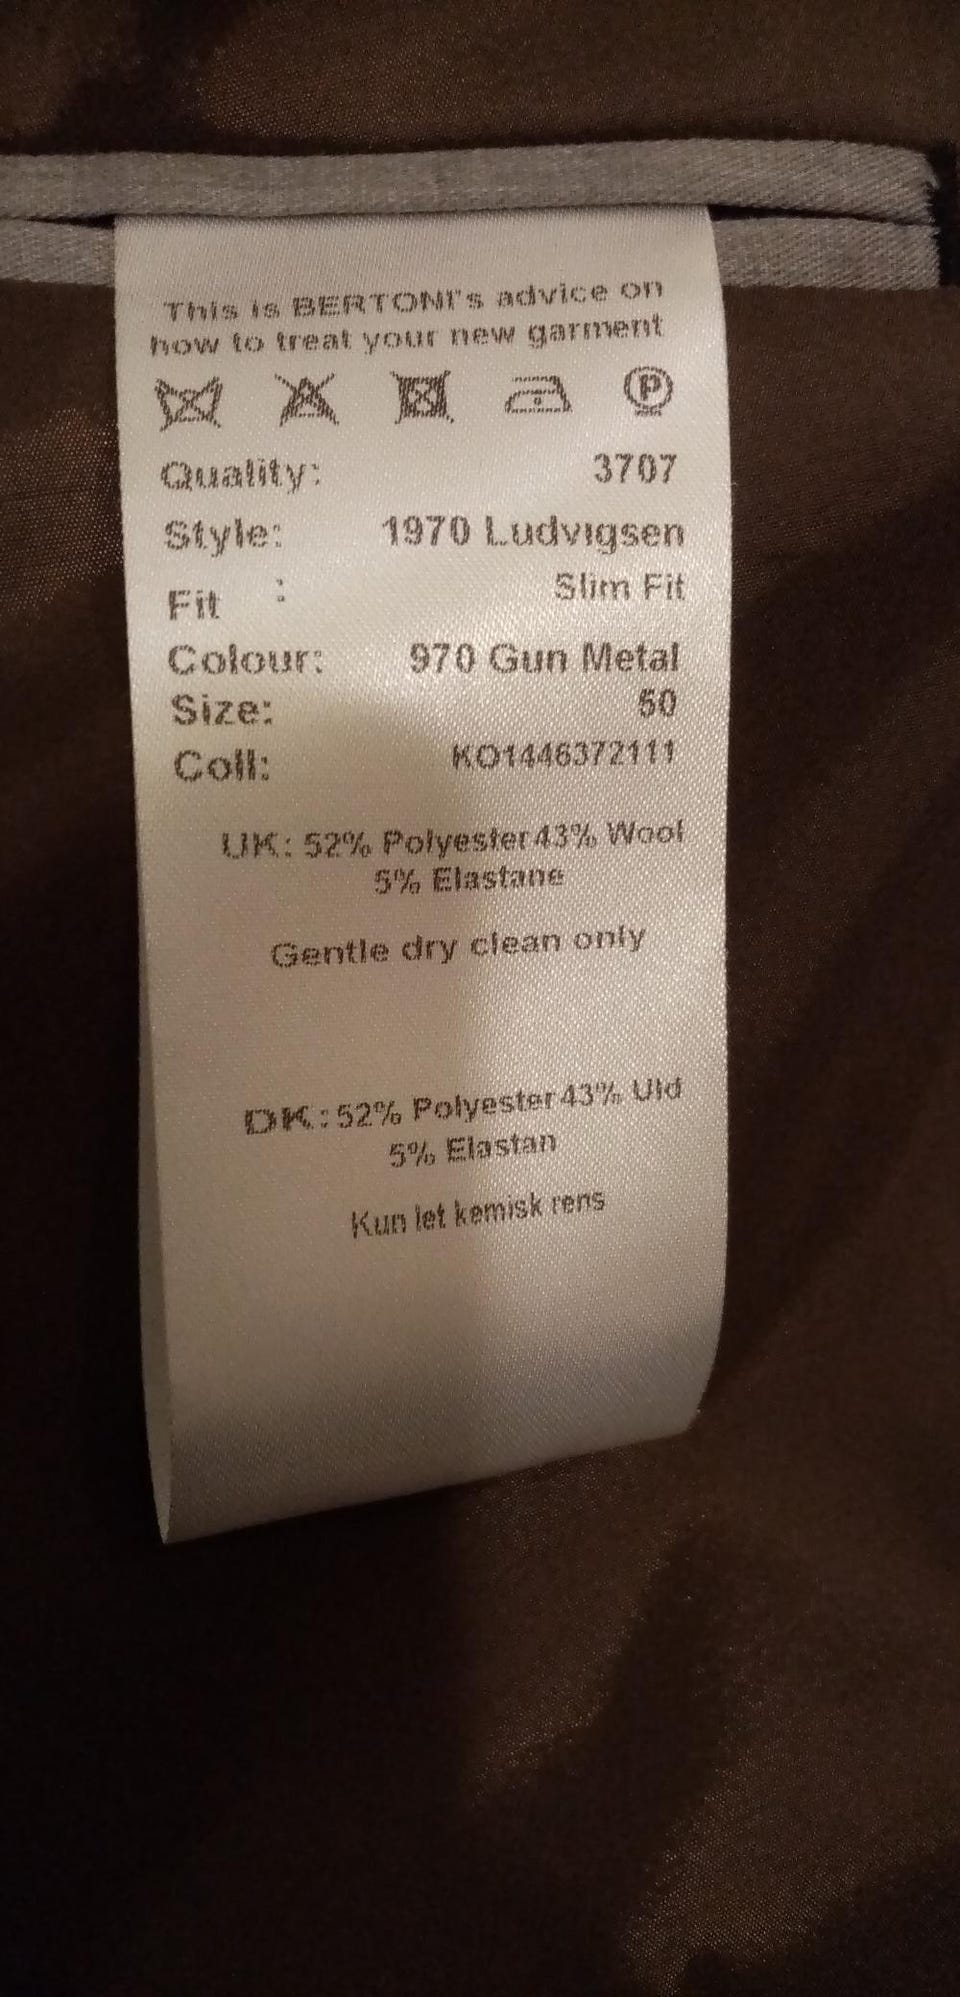 This is BERTONI's advice on
how to treat your new garment
P
Quality: 3707
Style: 1970 Ludvigsen
Fit : Slim Fit
Colour: 970 Gun Metal
Size: 50
Coll: KO1446372111
UK: 52% Polyester 43% Wool
5% Elastane
Gentle dry clean only
DK: 52% Polyester 43% Uld
5% Elastan
Kun let kemisk rens